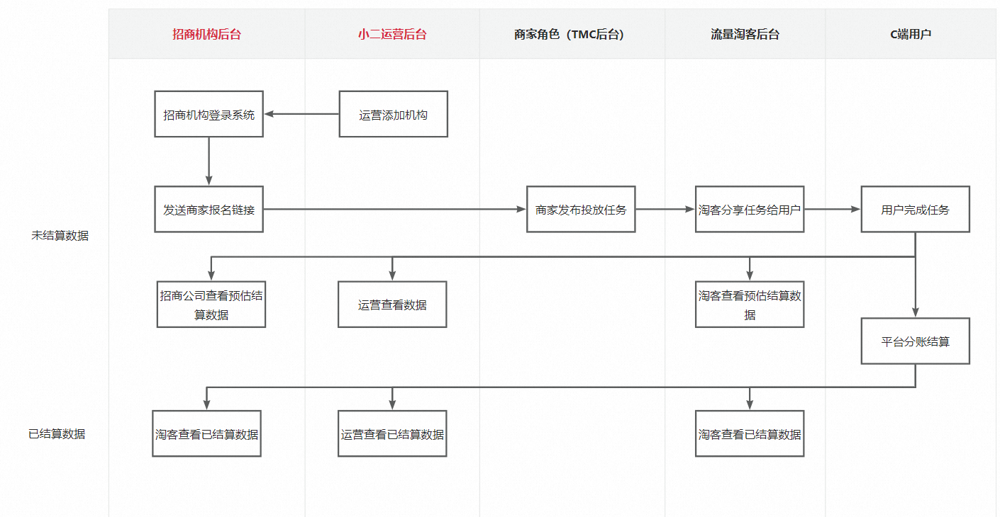 招商机构后台
小二运营后台
商家角色（TMC后台）
流量淘客后台
C端用户
招商机构登录系统
运营添加机构
发送商家报名链接
商家发布投放任务
淘客分享任务给用户
用户完成任务
未结算数据
招商公司查看预估结
算数据
运营查看数据
淘客查看预估结算数
据
平台分账结算
已结算数据
淘客查看已结算数据
运营查看已结算数据
淘客查看已结算数据